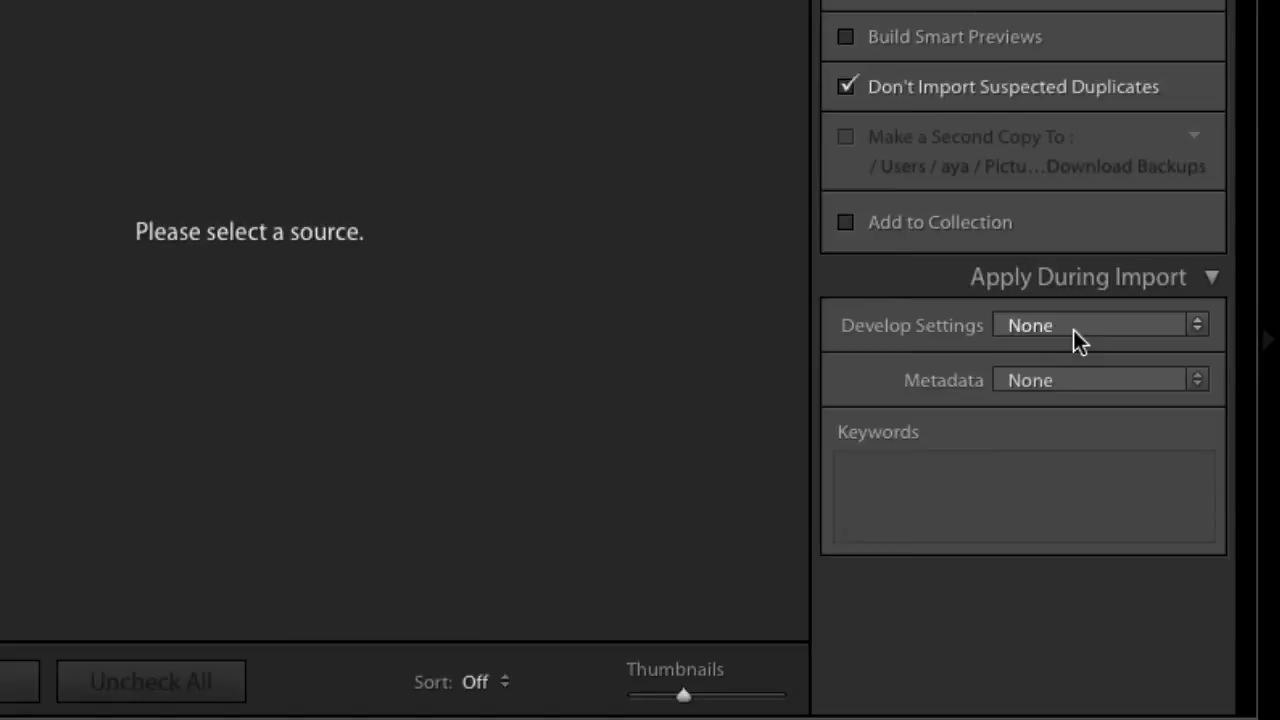 Build Smart Previews
Don't Import Suspected Duplicates
Make a Second Copy To :
/ Users / aya / Pictu...Download Backups
Please select a source.
Add to Collection
Apply During Import
Develop Settings None
Metadata None
Keywords
Uncheck All
Sort: Off
Thumbnails